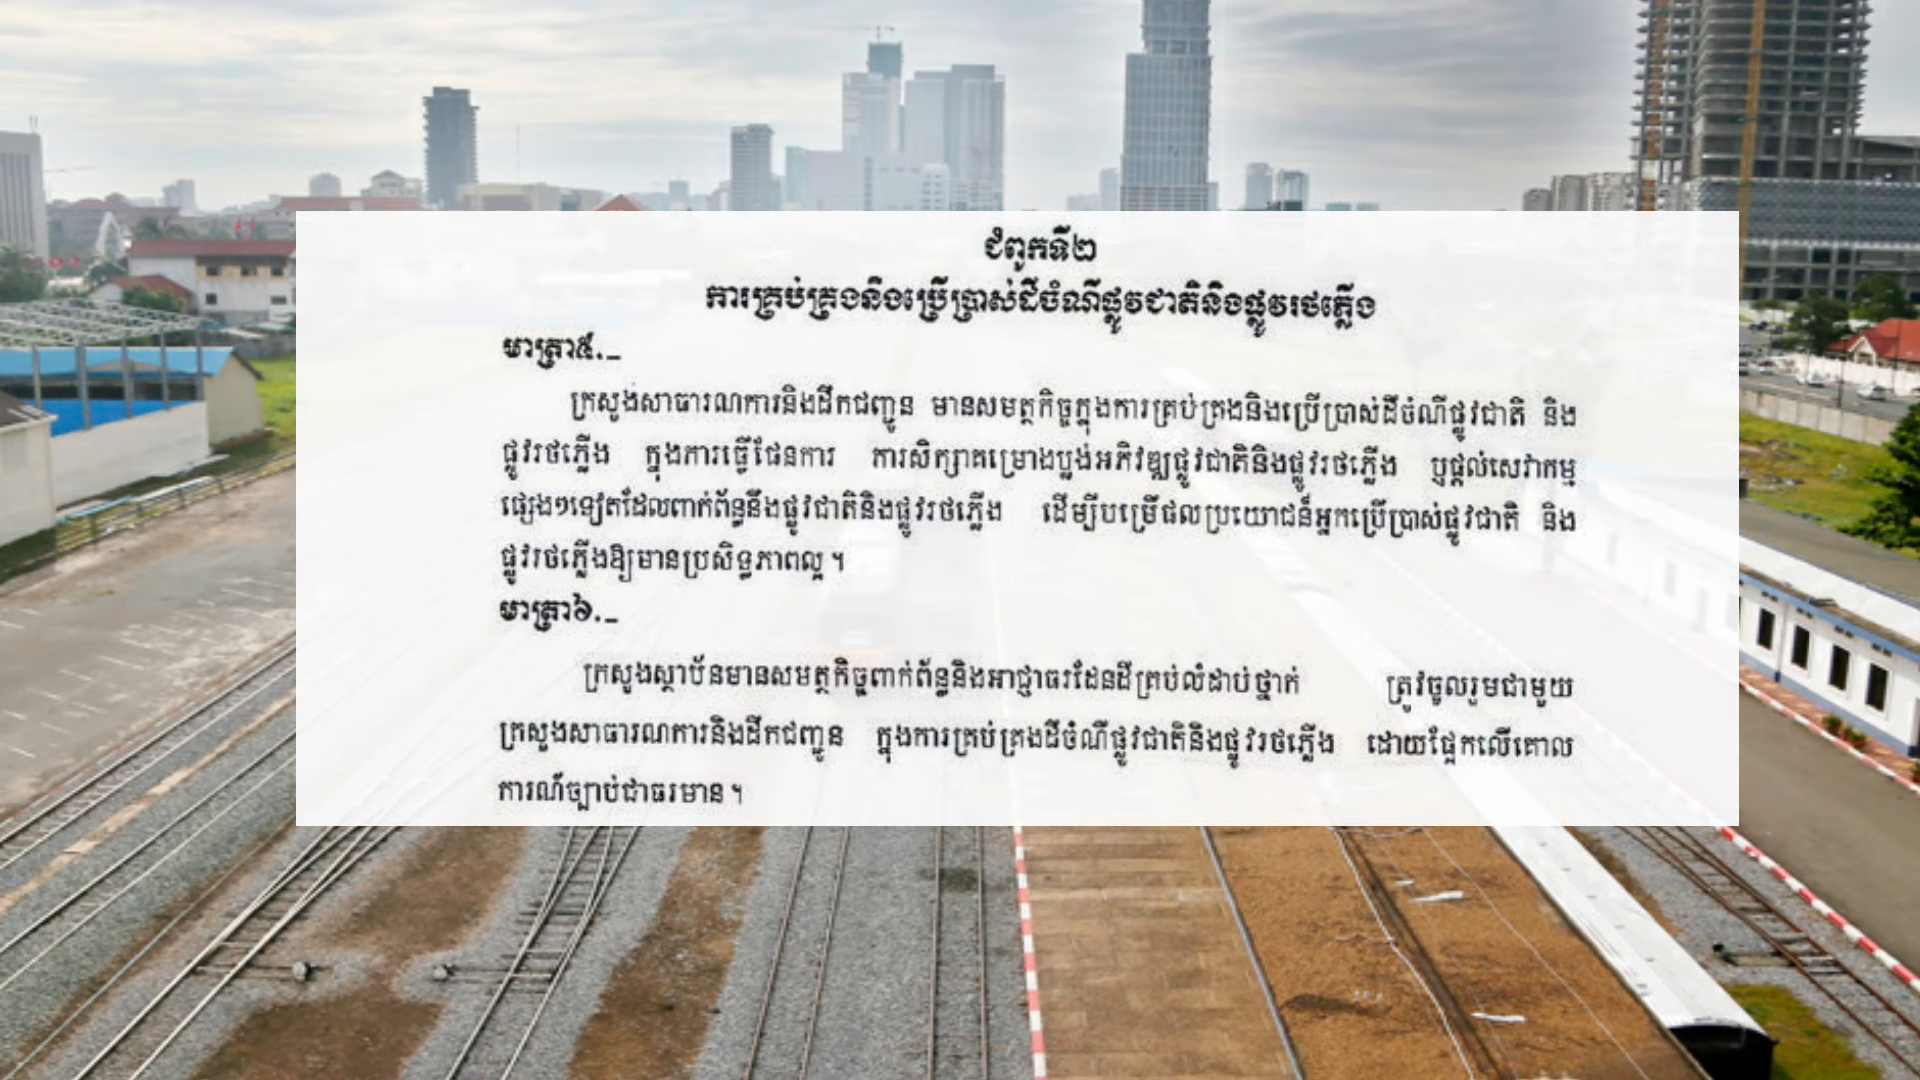 ជំពូកទី២
ការគ្រប់គ្រងនិងប្រើប្រាស់ដីចំណីផ្លូវជាតិនិងផ្លូវរថភ្លើង
មាត្រា៥._
ក្រសួងសាធារណការនិងដឹកជញ្ជូន មានសមត្ថកិច្ចក្នុងការគ្រប់គ្រងនិងប្រើប្រាស់ដីចំណីផ្លូវជាតិ និង
ផ្លូវរថភ្លើង ក្នុងការធ្វើផែនការ ការសិក្សាគម្រោងប្លង់អភិវឌ្ឍផ្លូវជាតិនិងផ្លូវរថភ្លើង ឬផ្តល់សេវាកម្ម
ផ្សេងៗទៀតដែលពាក់ព័ន្ធនឹងផ្លូវជាតិនិងផ្លូវរថភ្លើង ដើម្បីបម្រើផលប្រយោជន៍អ្នកប្រើប្រាស់ផ្លូវជាតិ និង
ផ្លូវរថភ្លើងឱ្យមានប្រសិទ្ធភាពល្អ។
មាត្រា៦._
ក្រសួងស្ថាប័នមានសមត្ថកិច្ចពាក់ព័ន្ធនិងអាជ្ញាធរដែនដីគ្រប់លំដាប់ថ្នាក់ ត្រូវចូលរួមជាមួយ
ក្រសួងសាធារណការនិងដឹកជញ្ជូន ក្នុងការគ្រប់គ្រងដីចំណីផ្លូវជាតិនិងផ្លូវរថភ្លើង ដោយផ្អែកលើគោល
ការណ៍ច្បាប់ជាធរមាន។